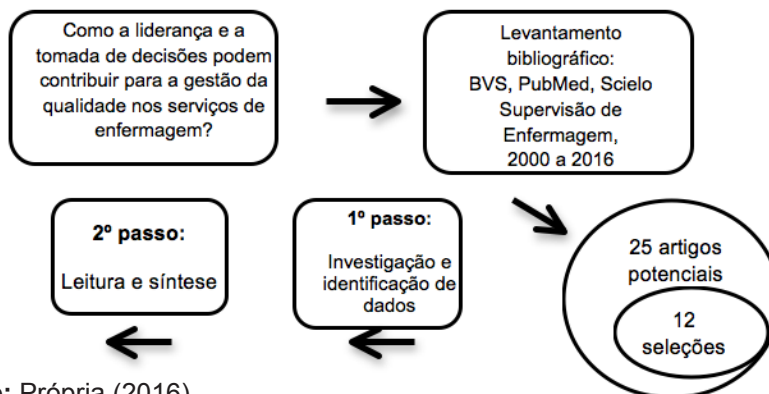 Como a liderança e a
tomada de decisões podem
contribuir para a gestão da
qualidade nos serviços de
enfermagem?
Levantamento
bibliográfico:
BVS, PubMed, Scielo
Supervisão de
Enfermagem,
2000 a 2016
25 artigos
potenciais
12
seleções
1º passo:
Investigação e
identificação de
dados
2º passo:
Leitura e síntese
: Própria (2016)